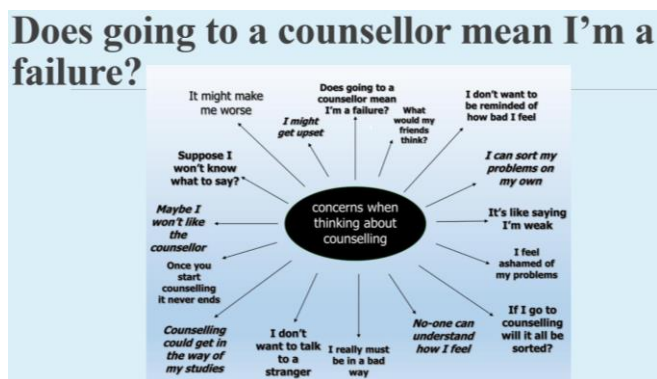 Does going to a counsellor mean I’m a
failure?
It might make
me worse
I might
get upset
Does going to a
counsellor mean
I'm a failure?
What
would my
friends
think?
I don't want to
be reminded of
how bad I feel
Suppose I
won't know
what to say?
I can sort my
problems on
my own
Maybe I
won't like
the
counsellor
concerns when
thinking about
counselling
It's like saying
I'm weak
Once you
start
counselling
it never ends
I feel
ashamed of
my problems
Counselling
could get in
the way of
my studies
I don't
want to talk
to a
stranger
I really must
be in a bad
way
No-one can
understand
how I feel
If I go to
counselling
will it all be
sorted?